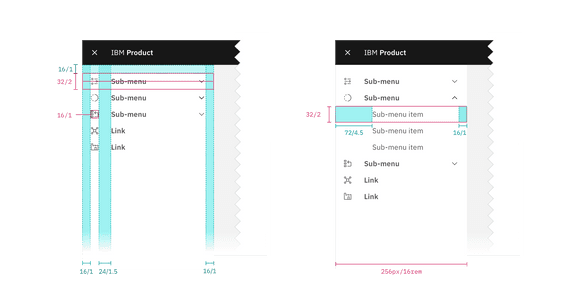 IBM Product
16/1
32/2
Sub-menu
Sub-menu
16/1
Sub-menu
Link
Link
16/1
24/1.5
16/1
IBM Product
Sub-menu
Sub-menu
32/2
Sub-menu item
72/4.5
16/1
Sub-menu item
Sub-menu item
Sub-menu
Link
Link
256px/16rem